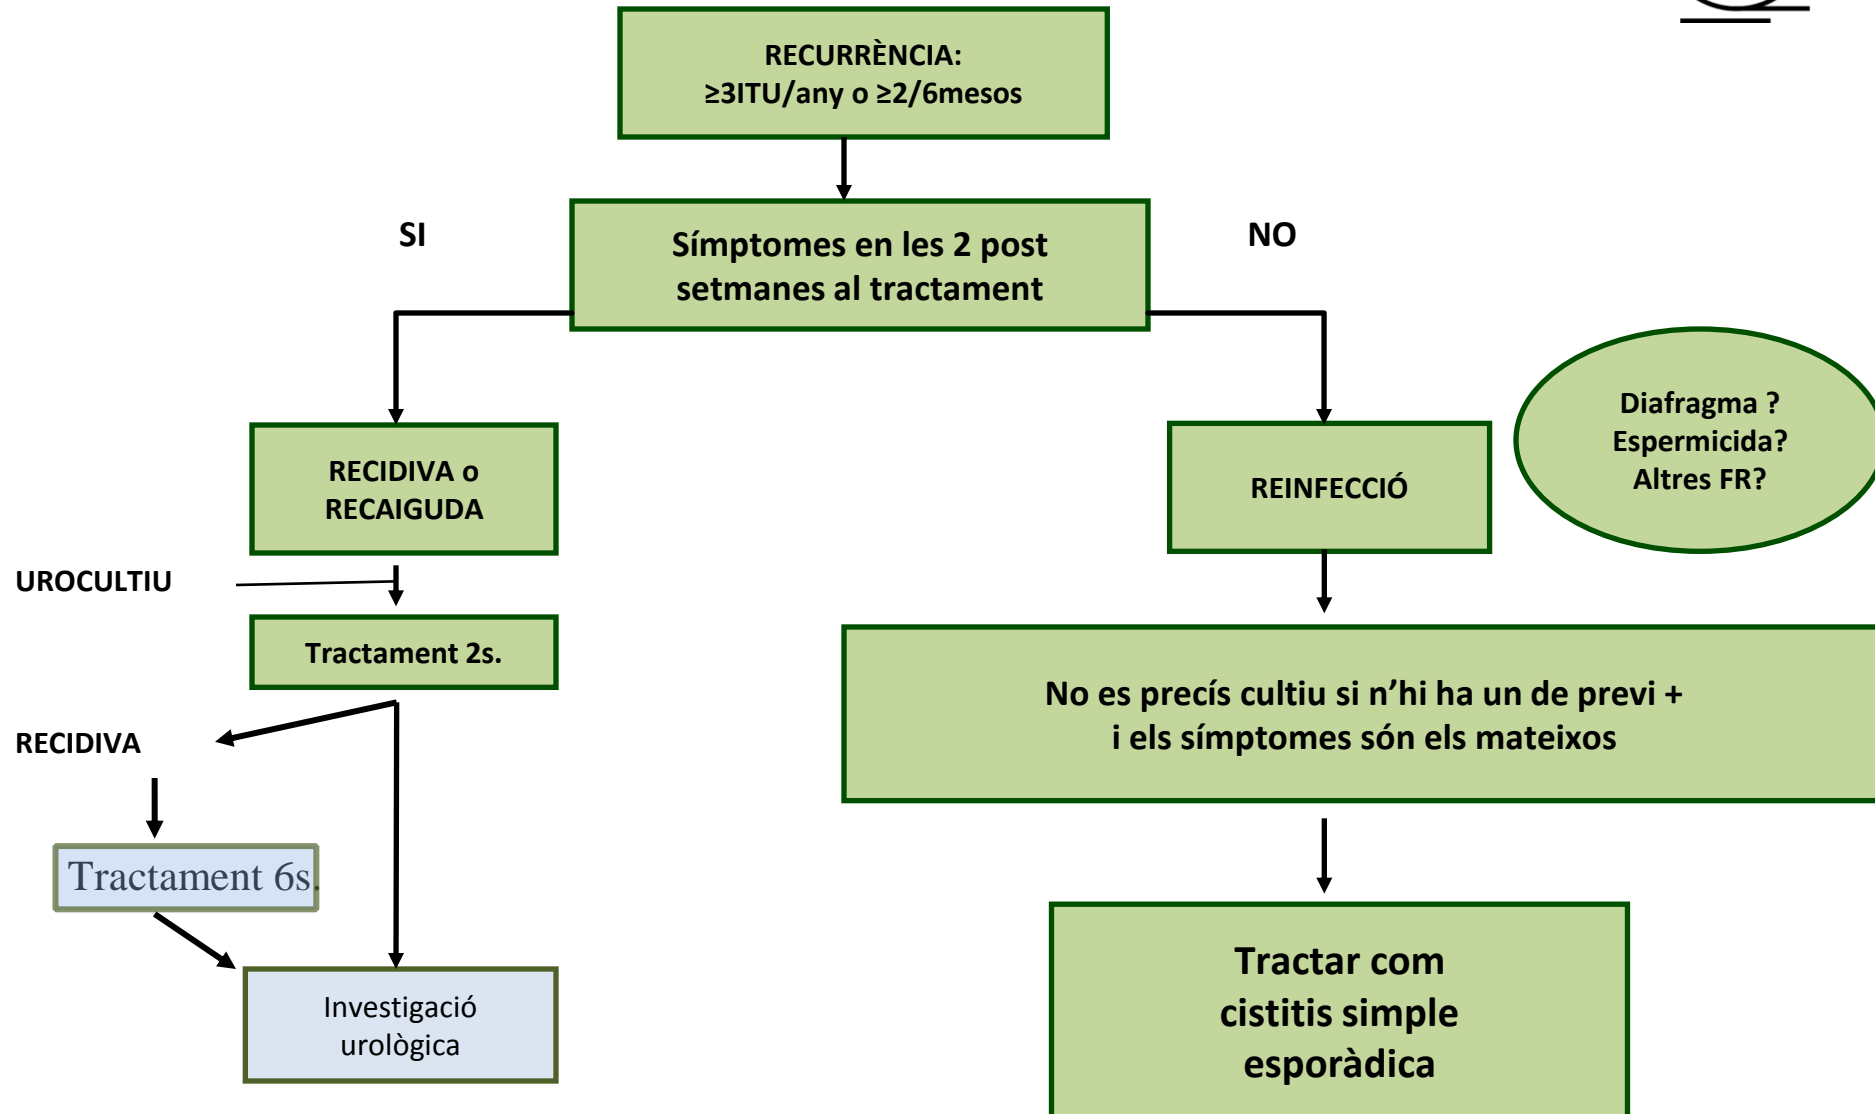 RECURRÈNCIA:
≥3ITU/any o ≥2/6mesos
SI
Símptomes en les 2 post
setmanes al tractament
NO
RECIDIVA o
RECAIGUDA
REINFECCIÓ
Diafragma ?
Espermicida?
Altres FR?
UROCULTIU
Tractament 2s.
No es precís cultiu si n’hi ha un de previ +
i els símptomes són els mateixos
RECIDIVA
Tractament 6s.
Investigació
urològica
Tractar com
cistitis simple
esporàdica